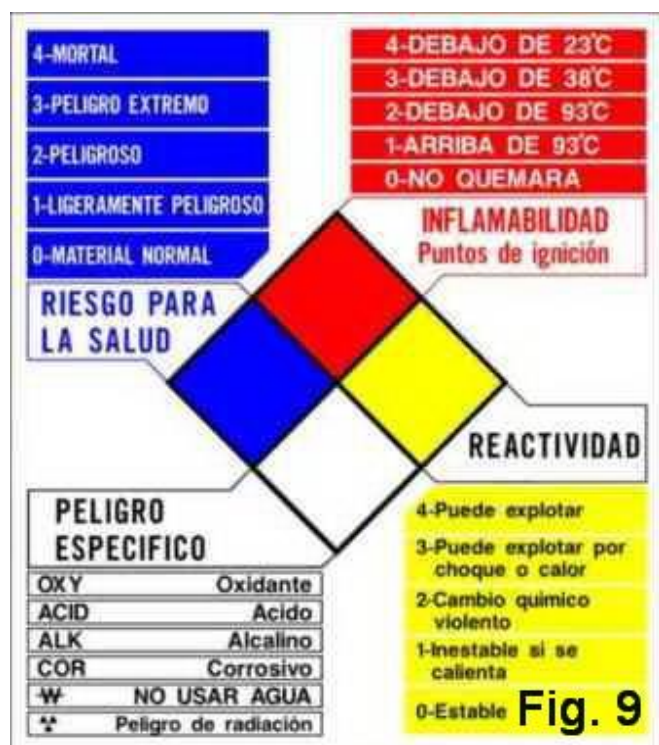 4-MORTAL
3-PELIGRO EXTREMO
2-PELIGROSO
1-LIGERAMENTE PELIGROSO
0-MATERIAL NORMAL
RIESGO PARA
LA SALUD
4-DEBAJO DE 23°C
3-DEBAJO DE 38°C
2-DEBAJO DE 93°C
1-ARRIBA DE 93°C
0-NO QUEMARA
INFLAMABILIDAD
Puntos de ignición
REACTIVIDAD
4-Puede explotar
3-Puede explotar por
choque o calor
2-Cambio quimico
violento
1-Inestable si se
calienta
0-Estable
PELIGRO
ESPECIFICO
OXY Oxidante
ACID Acido
ALK Alcalino
COR Corrosivo
W NO USAR AGUA
Peligro de radiación
Fig. 9